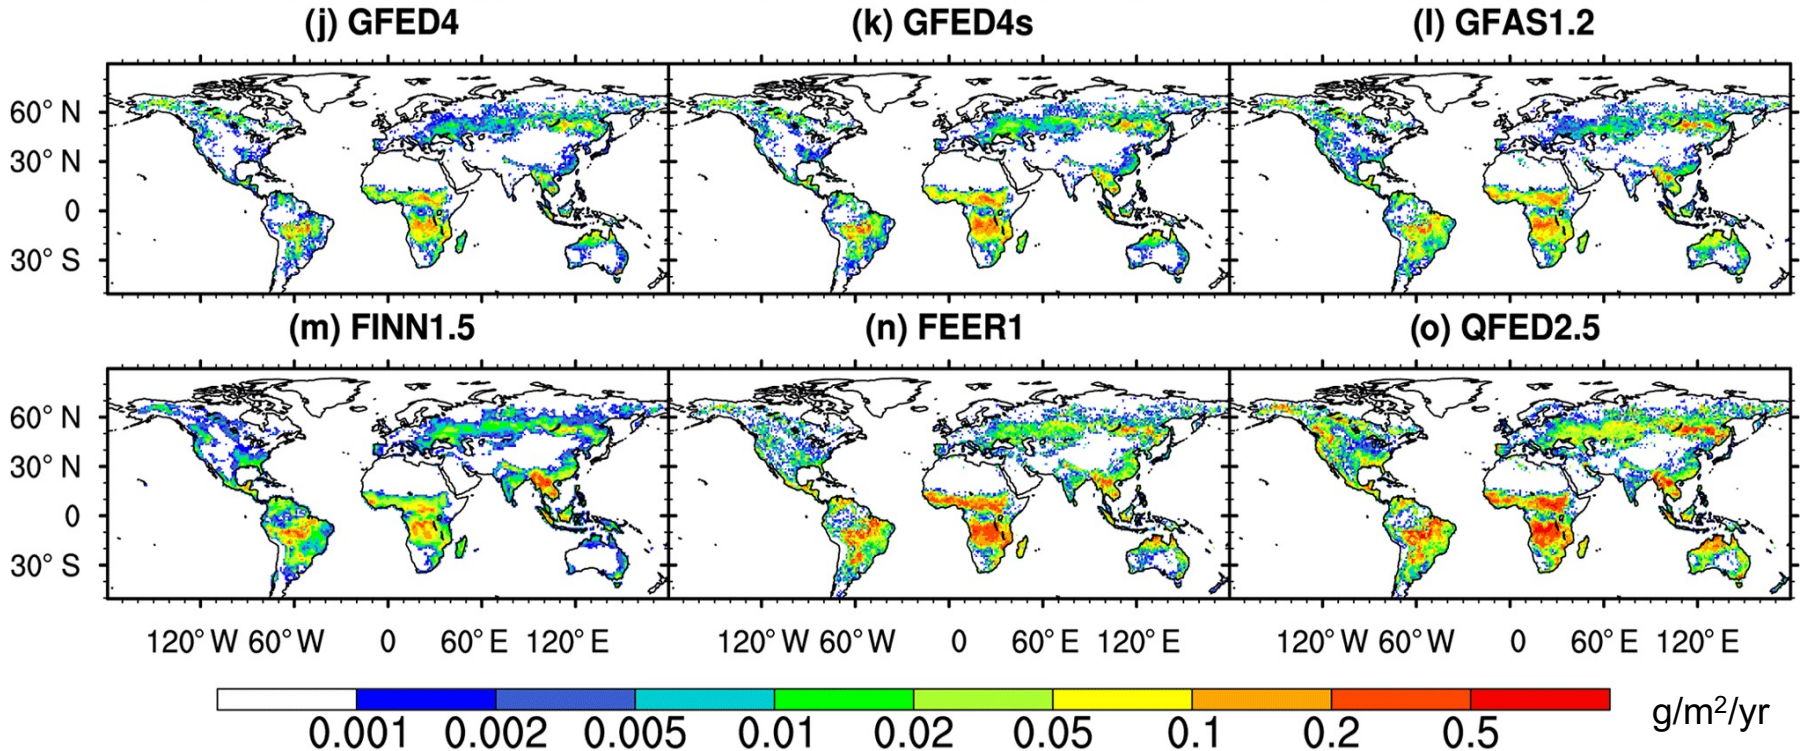 (j) GFED4 (k) GFED4s (l) GFAS1.2
60° N
30° N
0
30° S
(m) FINN1.5 (n) FEER1 (o) QFED2.5
60° N
30° N
0
30° S
120° W 60° W 0 60° E 120° E 120° W 60° W 0 60° E 120° E 120° W 60° W 0 60° E 120° E
0.001 0.002 0.005 0.01 0.02 0.05 0.1 0.2 0.5 g/m²/yr